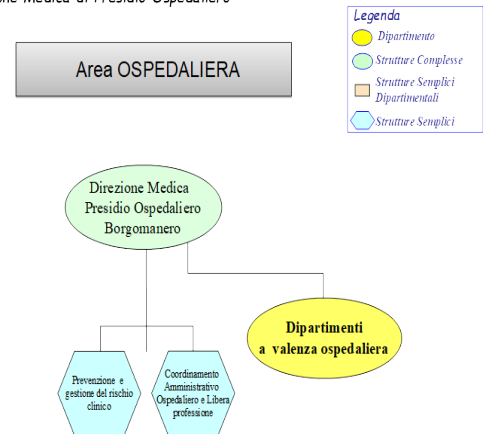 Medica di Presidio Ospedaliero
Legenda
Dipartimento
Strutture Complesse
Strutture Semplici
Dipartimentali
Strutture Semplici
Area OSPEDALIERA
Direzione Medica
Presidio Ospedaliero
Borgomanero
Dipartimenti
a valenza ospedaliera
Prevenzione e
gestione del rischio
clinico
Coordinamento
Amministrativo
Ospedaliero e Libera
professione